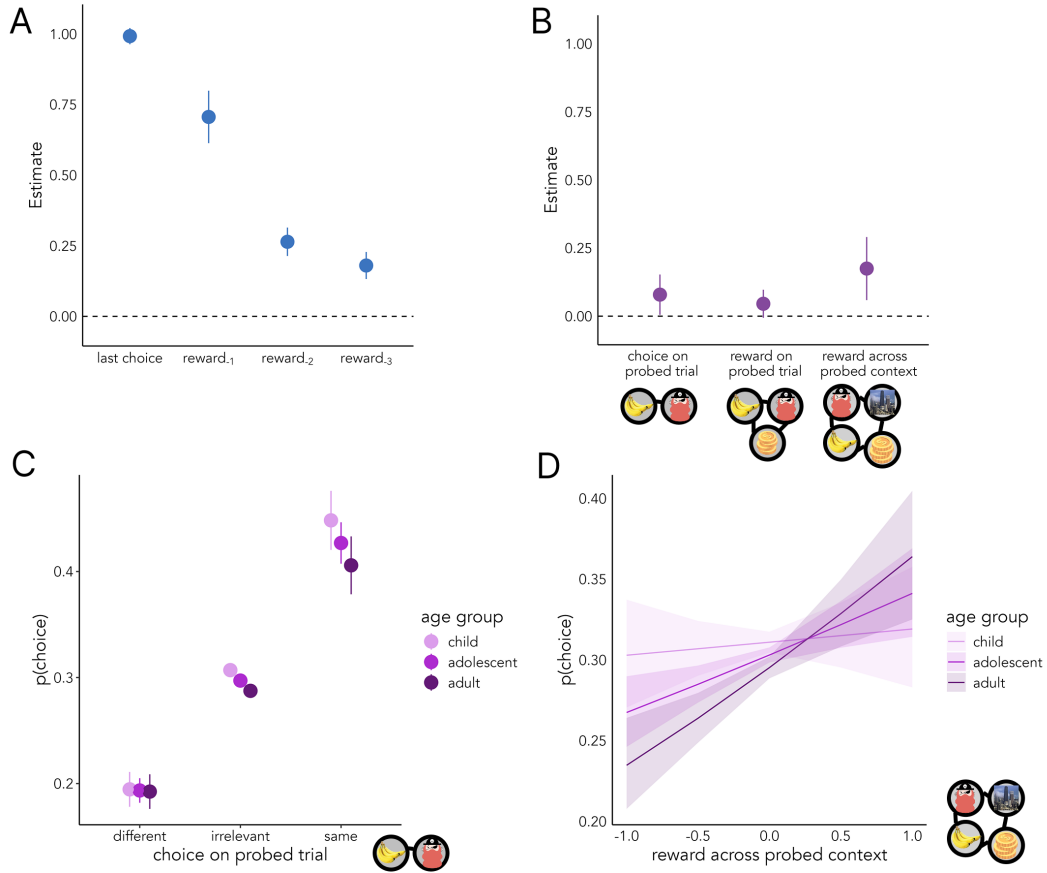 A
1.00
0.75
0.50
0.25
0.00
Estimate
last choice
reward-1
reward-2
reward-3
B
1.00
0.75
0.50
0.25
0.00
Estimate
choice on
probed trial
reward on
probed trial
reward across
probed context
C
0.4
0.3
0.2
p(choice)
different
irrelevant
same
choice on probed trial
age group
child
adolescent
adult
D
0.40
0.35
0.30
0.25
0.20
p(choice)
-1.0
-0.5
0.0
0.5
1.0
reward across probed context
age group
child
adolescent
adult